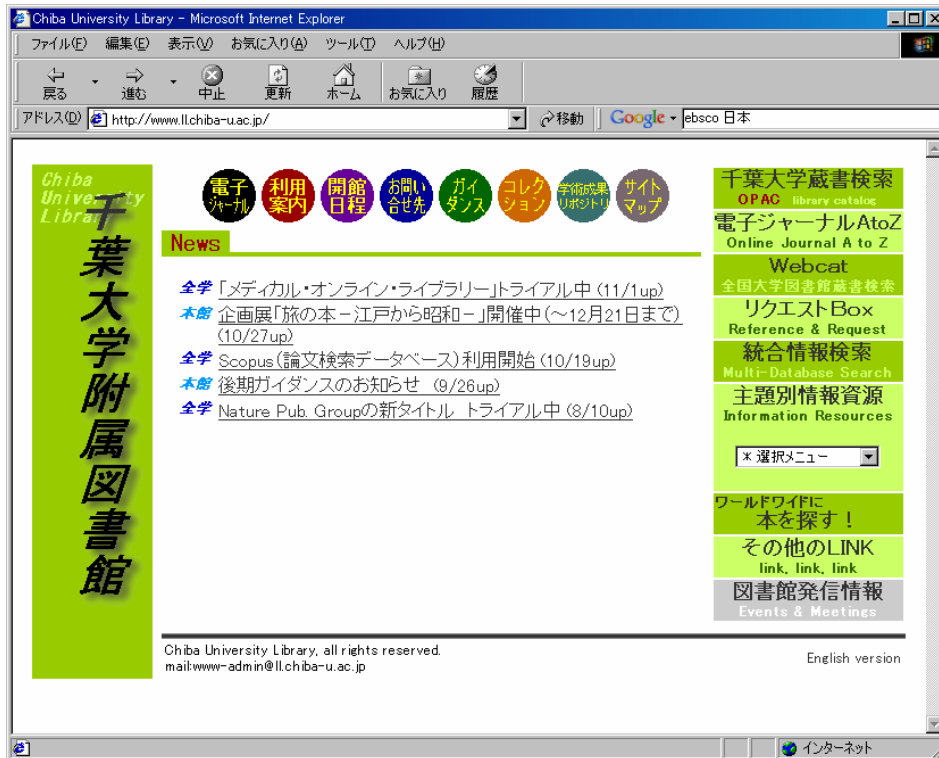 Chiba University Library - Microsoft Internet Explorer
ファイル(F) 編集(E) 表示(V) お気に入り(A) ツール(T) ヘルプ(H)
戻る 進む 中止 更新 ホーム お気に入り 履歴
アドレス(D) http://www.ll.chiba-u.ac.jp/ 移動 Google ebsco 日本
Chiba
University
Library
千葉大学附属図書館
電子
ジャーナル
利用
案内
開館
日程
お問い
合せ先
ガイ
ダンス
コレク
ション
学術成果
リポジトリ
サイト
マップ
News
全学 「メディカル・オンライン・ライブラリー」トライアル中 (11/1up)
本館 企画展「旅の本－江戸から昭和－」開催中(～12月21日まで)
(10/27up)
全学 Scopus(論文検索データベース)利用開始 (10/19up)
本館 後期ガイダンスのお知らせ (9/26up)
全学 Nature Pub. Groupの新タイトル トライアル中 (8/10up)
千葉大学蔵書検索
OPAC library catalog
電子ジャーナルAtoZ
Online Journal A to Z
Webcat
全国大学図書館蔵書検索
リクエストBox
Reference & Request
統合情報検索
Multi-Database Search
主題別情報資源
Information Resources
＊選択メニュー
ワールドワイドに
本を探す！
その他のLINK
link, link, link
図書館発信情報
Events & Meetings
Chiba University Library, all rights reserved.
mail:www-admin@ll.chiba-u.ac.jp
English version
インターネット